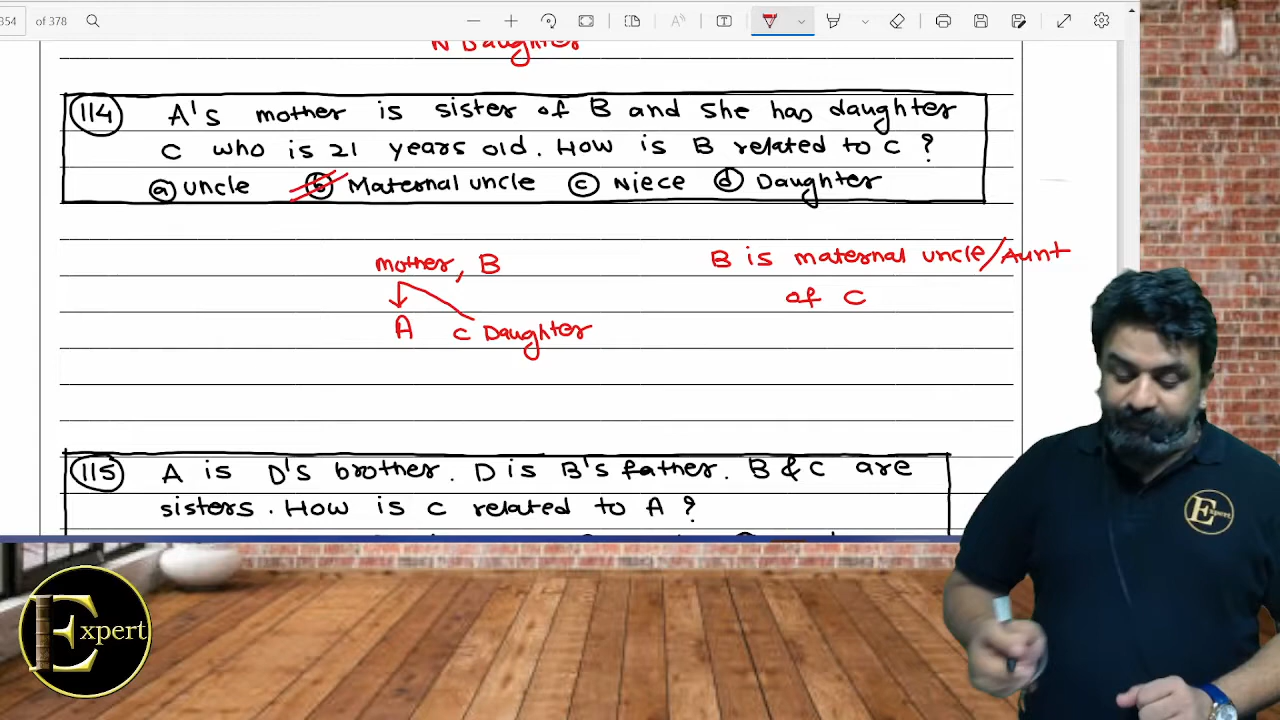 354 of 378
N Daughter
114 A's mother is sister of B and she has daughter
C who is 21 years old. How is B related to C ?
a Uncle b Maternal uncle c Niece d Daughter
mother, B
B is maternal uncle/Aunt
of C
A C Daughter
115 A is D's brother. D is B's father. B & C are
sisters. How is C related to A ?
Expert
Expert